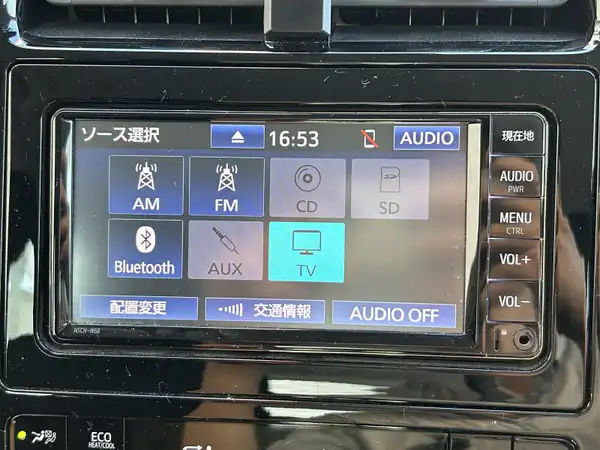 ソース選択
16:53
AUDIO
現在地
AM
FM
CD
SD
AUDIO
PWR
MENU
CTRL
Bluetooth
AUX
TV
VOL+
VOL−
配置変更
交通情報
AUDIO OFF
NSCN-W68
ECO
HEAT/COOL